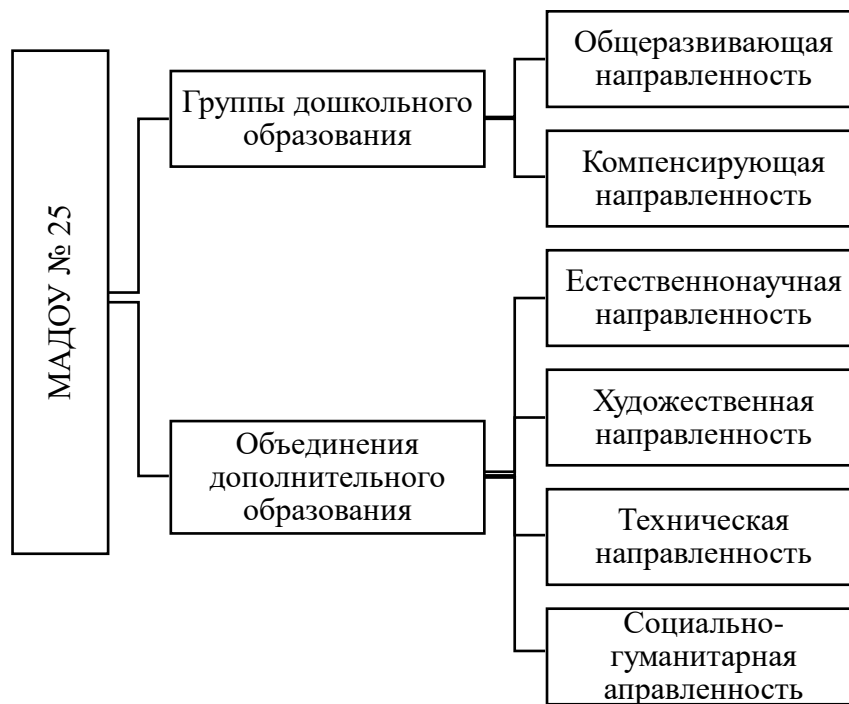 МАДОУ № 25
Группы дошкольного
образования
Общеразвивающая
направленность
Компенсирующая
направленность
Объединения
дополнительного
образования
Естественнонаучная
направленность
Художественная
направленность
Техническая
направленность
Социально-
гуманитарная
аправленность